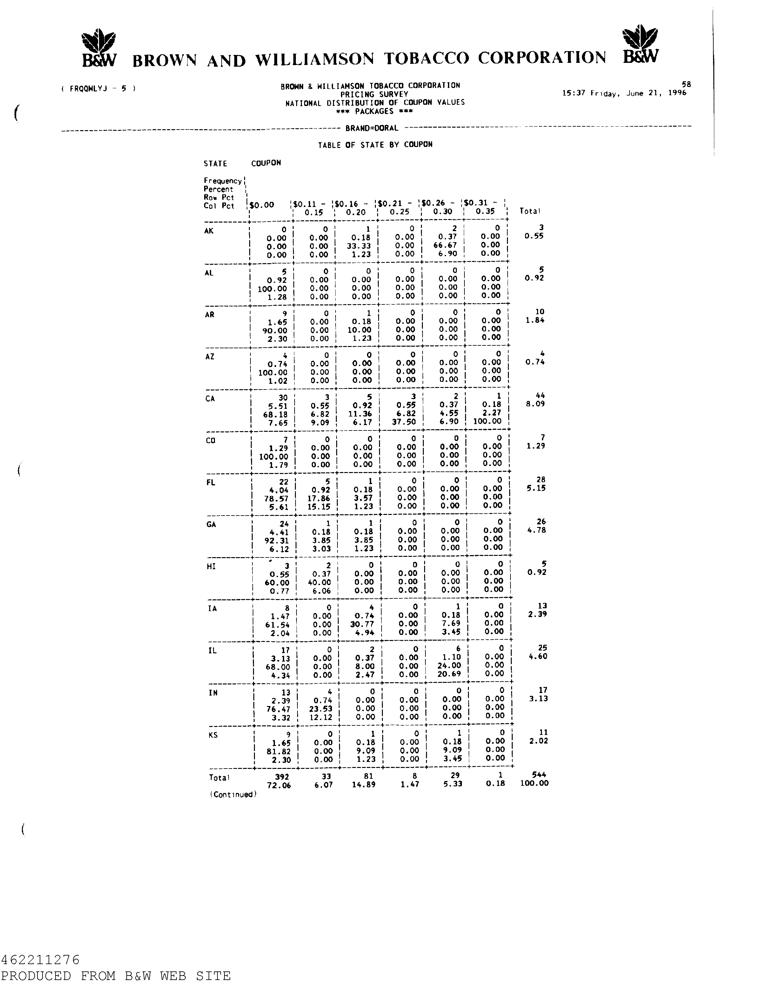 B&W BROWN AND WILLIAMSON TOBACCO CORPORATION B&W
( FRQQWLYJ - 5 ) BROWN & WILLIAMSON TOBACCO CORPORATION 58
PRICING SURVEY 15:37 Friday, June 21, 1996
NATIONAL DISTRIBUTION OF COUPON VALUES
*** PACKAGES ***
BRAND=DORAL
TABLE OF STATE BY COUPON
STATE COUPON
Frequency
Percent
Row Pct
Col Pct $0.00 $0.11 - $0.16 - $0.21 - $0.26 - $0.31 -
0.15 0.20 0.25 0.30 0.35 Total
AK 0 0 1 0 2 0 3
0.00 0.00 0.18 0.00 0.37 0.00 0.55
0.00 0.00 33.33 0.00 66.67 0.00
0.00 0.00 1.23 0.00 6.90 0.00
AL 5 0 0 0 0 0 5
0.92 0.00 0.00 0.00 0.00 0.00 0.92
100.00 0.00 0.00 0.00 0.00 0.00
1.28 0.00 0.00 0.00 0.00 0.00
AR 9 0 1 0 0 0 10
1.65 0.00 0.18 0.00 0.00 0.00 1.84
90.00 0.00 10.00 0.00 0.00 0.00
2.30 0.00 1.23 0.00 0.00 0.00
AZ 4 0 0 0 0 0 4
0.74 0.00 0.00 0.00 0.00 0.00 0.74
100.00 0.00 0.00 0.00 0.00 0.00
1.02 0.00 0.00 0.00 0.00 0.00
CA 30 3 5 3 2 1 44
5.51 0.55 0.92 0.55 0.37 0.18 8.09
68.18 6.82 11.36 6.82 4.55 2.27
7.65 9.09 6.17 37.50 6.90 100.00
CO 7 0 0 0 0 0 7
1.29 0.00 0.00 0.00 0.00 0.00 1.29
100.00 0.00 0.00 0.00 0.00 0.00
1.79 0.00 0.00 0.00 0.00 0.00
FL 22 5 1 0 0 0 28
4.04 0.92 0.18 0.00 0.00 0.00 5.15
78.57 17.86 3.57 0.00 0.00 0.00
5.61 15.15 1.23 0.00 0.00 0.00
GA 24 1 1 0 0 0 26
4.41 0.18 0.18 0.00 0.00 0.00 4.78
92.31 3.85 3.85 0.00 0.00 0.00
6.12 3.03 1.23 0.00 0.00 0.00
HI 3 2 0 0 0 0 5
0.55 0.37 0.00 0.00 0.00 0.00 0.92
60.00 40.00 0.00 0.00 0.00 0.00
0.77 6.06 0.00 0.00 0.00 0.00
IA 8 0 4 0 1 0 13
1.47 0.00 0.74 0.00 0.18 0.00 2.39
61.54 0.00 30.77 0.00 7.69 0.00
2.04 0.00 4.94 0.00 3.45 0.00
IL 17 0 2 0 6 0 25
3.13 0.00 0.37 0.00 1.10 0.00 4.60
68.00 0.00 8.00 0.00 24.00 0.00
4.34 0.00 2.47 0.00 20.69 0.00
IN 13 4 0 0 0 0 17
2.39 0.74 0.00 0.00 0.00 0.00 3.13
76.47 23.53 0.00 0.00 0.00 0.00
3.32 12.12 0.00 0.00 0.00 0.00
KS 9 0 1 0 1 0 11
1.65 0.00 0.18 0.00 0.18 0.00 2.02
81.82 0.00 9.09 0.00 9.09 0.00
2.30 0.00 1.23 0.00 3.45 0.00
Total 392 33 81 8 29 1 544
72.06 6.07 14.89 1.47 5.33 0.18 100.00
(Continued)
462211276
PRODUCED FROM B&W WEB SITE